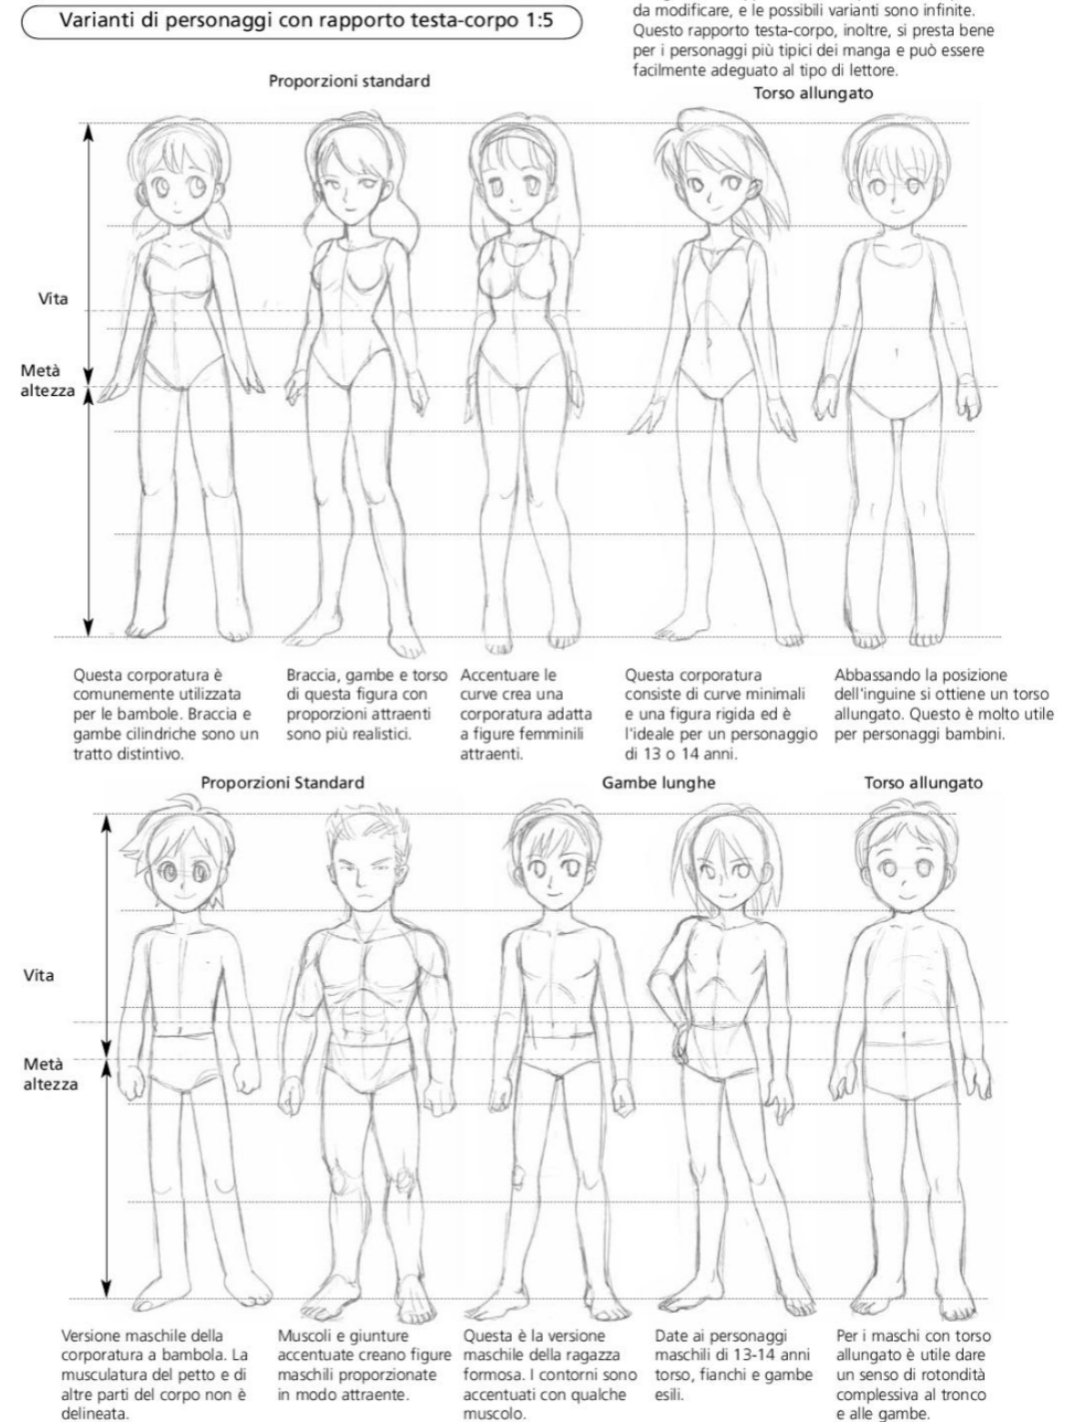 Varianti di personaggi con rapporto testa-corpo 1:5
da modificare, e le possibili varianti sono infinite.
Questo rapporto testa-corpo, inoltre, si presta bene
per i personaggi più tipici dei manga e può essere
facilmente adeguato al tipo di lettore.
Proporzioni standard
Torso allungato
Vita
Metà
altezza
Questa corporatura è
comunemente utilizzata
per le bambole. Braccia e
gambe cilindriche sono un
tratto distintivo.
Braccia, gambe e torso
di questa figura con
proporzioni attraenti
sono più realistici.
Accentuare le
curve crea una
corporatura adatta
a figure femminili
attraenti.
Questa corporatura
consiste di curve minimali
e una figura rigida ed è
l'ideale per un personaggio
di 13 o 14 anni.
Abbassando la posizione
dell'inguine si ottiene un torso
allungato. Questo è molto utile
per personaggi bambini.
Proporzioni Standard
Gambe lunghe
Torso allungato
Vita
Metà
altezza
Versione maschile della
corporatura a bambola. La
musculatura del petto e di
altre parti del corpo non è
delineata.
Muscoli e giunture
accentuate creano figure
maschili proporzionate
in modo attraente.
Questa è la versione
maschile della ragazza
formosa. I contorni sono
accentuati con qualche
muscolo.
Date ai personaggi
maschili di 13-14 anni
torso, fianchi e gambe
esili.
Per i maschi con torso
allungato è utile dare
un senso di rotondità
complessiva al tronco
e alle gambe.